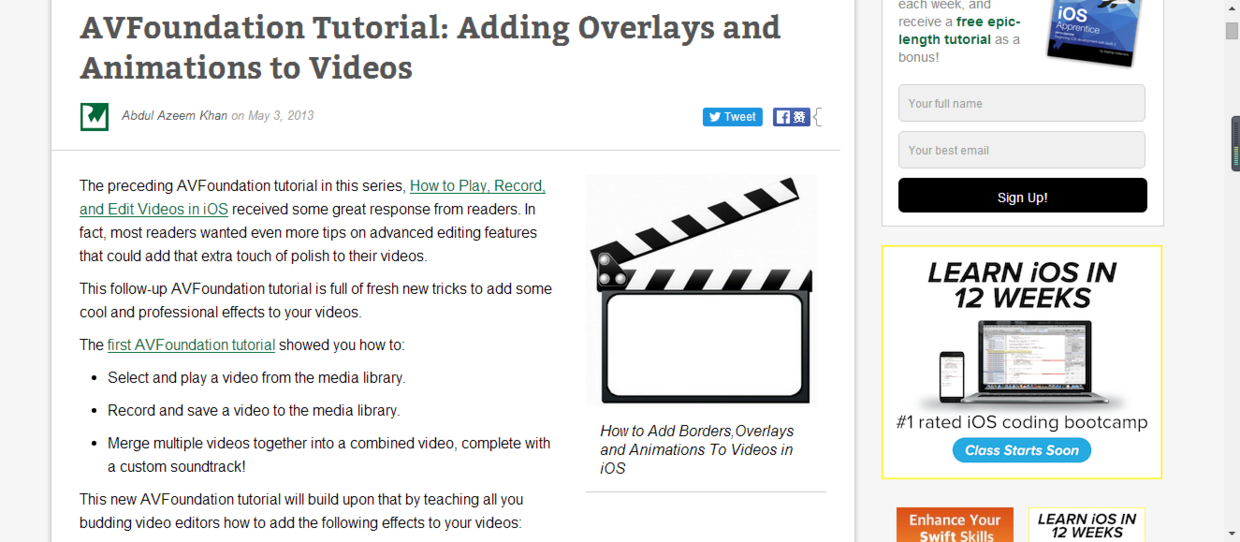 AVFoundation Tutorial: Adding Overlays and
Animations to Videos
Abdul Azeem Khan on May 3, 2013
Tweet
The preceding AVFoundation tutorial in this series, How to Play, Record,
and Edit Videos in iOS received some great response from readers. In
fact, most readers wanted even more tips on advanced editing features
that could add that extra touch of polish to their videos.
This follow-up AVFoundation tutorial is full of fresh new tricks to add some
cool and professional effects to your videos.
The first AVFoundation tutorial showed you how to:
• Select and play a video from the media library.
• Record and save a video to the media library.
• Merge multiple videos together into a combined video, complete with
a custom soundtrack!
This new AVFoundation tutorial will build upon that by teaching all you
budding video editors how to add the following effects to your videos:
How to Add Borders,Overlays
and Animations To Videos in
iOS
each week, and
receive a free epic-
length tutorial as a
bonus!
iOS
Apprentice
Your full name
Your best email
Sign Up!
LEARN iOS IN
12 WEEKS
#1 rated iOS coding bootcamp
Class Starts Soon
Enhance Your
Swift Skills
LEARN iOS IN
12 WEEKS